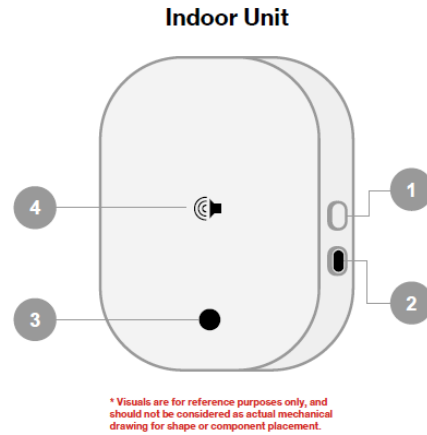 Indoor Unit
1
4
2
3
* Visuals are for reference purposes only, and
should not be considered as actual mechanical
drawing for shape or component placement.